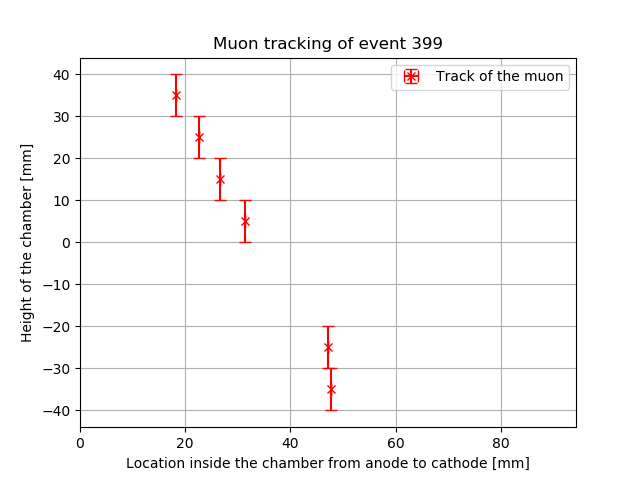 Muon tracking of event 399
Track of the muon
Height of the chamber [mm]
40
30
20
10
0
−10
−20
−30
−40
0 20 40 60 80
Location inside the chamber from anode to cathode [mm]